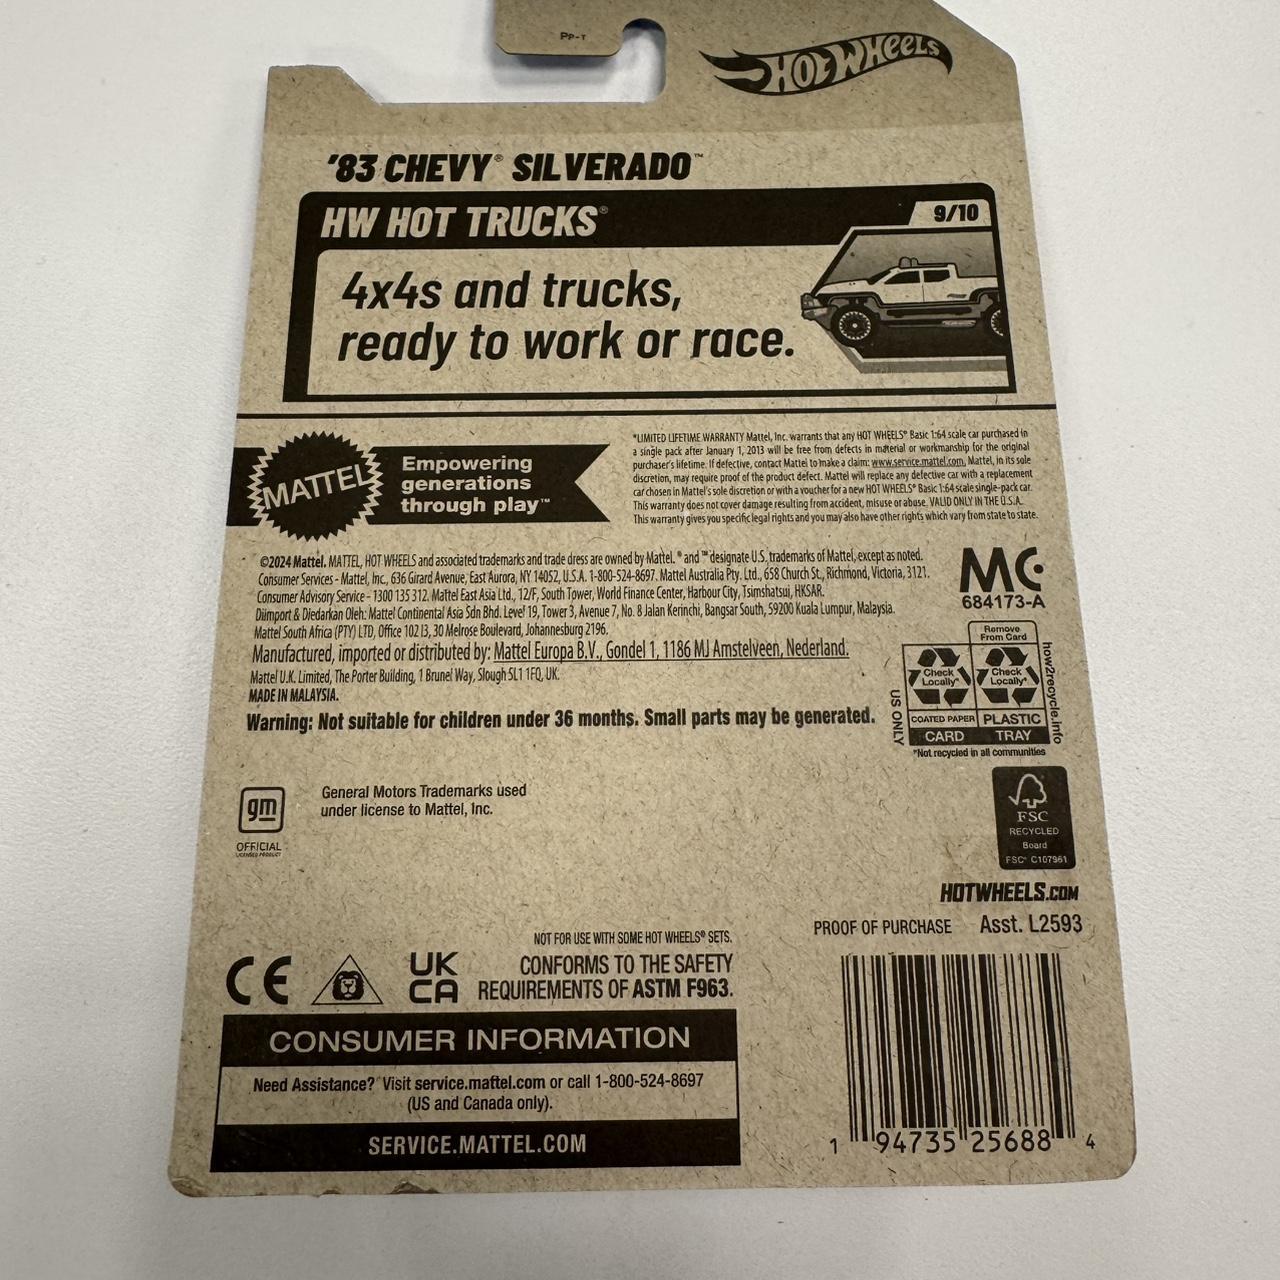 PP-T
HOT WHEELS
'83 CHEVY® SILVERADO™
HW HOT TRUCKS®
9/10
4x4s and trucks,
ready to work or race.
MATTEL
Empowering
generations
through play™
*LIMITED LIFETIME WARRANTY Mattel, Inc. warrants that any HOT WHEELS® Basic 1:64 scale car purchased in
a single pack after January 1, 2013 will be free from defects in material or workmanship for the original
purchaser's lifetime. If defective, contact Mattel to make a claim: www.service.mattel.com. Mattel, in its sole
discretion, may require proof of the product defect. Mattel will replace any defective car with a replacement
car chosen in Mattel's sole discretion or with a voucher for a new HOT WHEELS® Basic 1:64 scale single-pack car.
This warranty does not cover damage resulting from accident, misuse or abuse. VALID ONLY IN THE U.S.A.
This warranty gives you specific legal rights and you may also have other rights which vary from state to state.
©2024 Mattel. MATTEL, HOT WHEELS and associated trademarks and trade dress are owned by Mattel. ® and ™ designate U.S. trademarks of Mattel, except as noted.
Consumer Services - Mattel, Inc., 636 Girard Avenue, East Aurora, NY 14052, U.S.A. 1-800-524-8697. Mattel Australia Pty. Ltd., 658 Church St., Richmond, Victoria, 3121.
Consumer Advisory Service - 1300 135 312. Mattel East Asia Ltd., 12/F, South Tower, World Finance Center, Harbour City, Tsimshatsui, HKSAR.
Diimport & Diedarkan Oleh: Mattel Continental Asia Sdn Bhd. Level 19, Tower 3, Avenue 7, No. 8 Jalan Kerinchi, Bangsar South, 59200 Kuala Lumpur, Malaysia.
Mattel South Africa (PTY) LTD, Office 102 I3, 30 Melrose Boulevard, Johannesburg 2196.
Manufactured, imported or distributed by: Mattel Europa B.V., Gondel 1, 1186 MJ Amstelveen, Nederland.
Mattel U.K. Limited, The Porter Building, 1 Brunel Way, Slough SL1 1FQ, UK.
MADE IN MALAYSIA.
Warning: Not suitable for children under 36 months. Small parts may be generated.
MC
684173-A
Remove
From Card
Check
Locally*
Check
Locally*
COATED PAPER
PLASTIC
CARD
TRAY
US ONLY
how2recycle.info
*Not recycled in all communities
gm
OFFICIAL
LICENSED PRODUCT
General Motors Trademarks used
under license to Mattel, Inc.
FSC
RECYCLED
Board
FSC® C107961
HOTWHEELS.COM
PROOF OF PURCHASE Asst. L2593
NOT FOR USE WITH SOME HOT WHEELS® SETS.
CE
UK
CA
CONFORMS TO THE SAFETY
REQUIREMENTS OF ASTM F963.
CONSUMER INFORMATION
Need Assistance? Visit service.mattel.com or call 1-800-524-8697
(US and Canada only).
SERVICE.MATTEL.COM
1 94735 25688 4